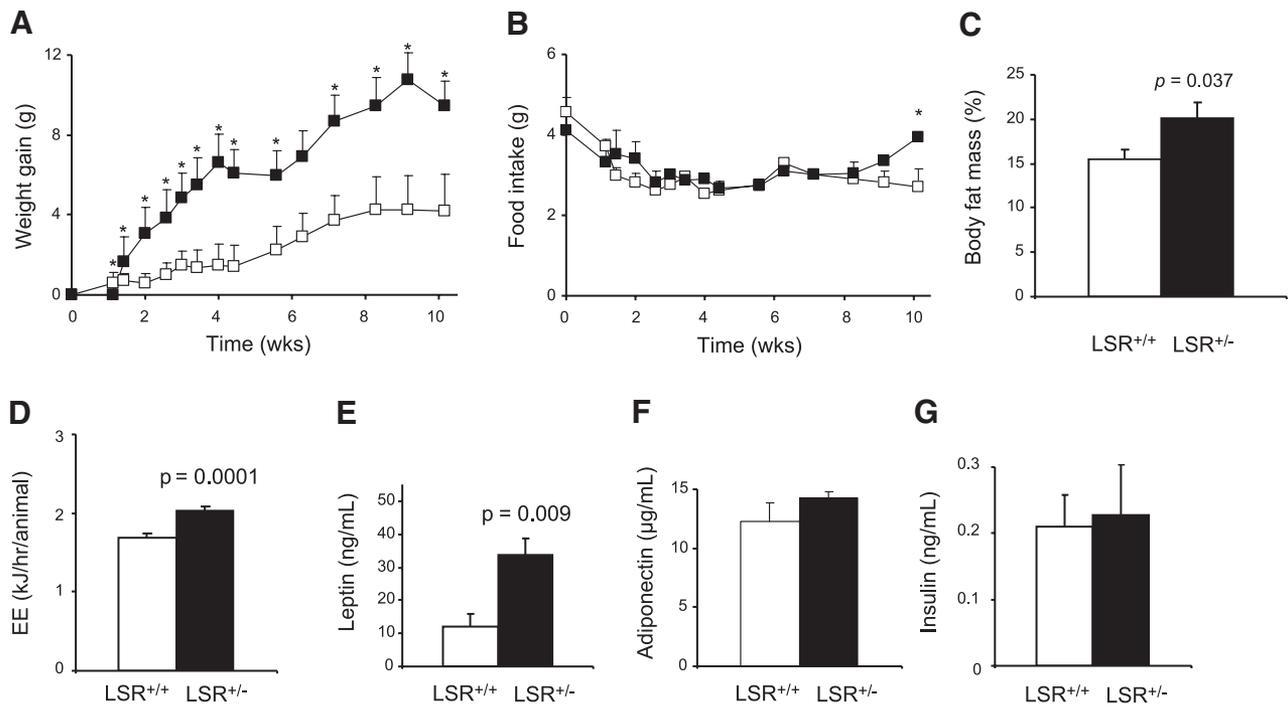 A
B
C
12
8
4
0
Weight gain (g)
* * * * * * * * * * * * *
0 2 4 6 8 10
Time (wks)
6
4
2
0
Food intake (g)
*
0 2 4 6 8 10
Time (wks)
25
20
15
10
5
0
Body fat mass (%)
p = 0.037
LSR+/+ LSR+/-
D
E
F
G
3
2
1
0
EE (kJ/hr/animal)
p = 0.0001
LSR+/+ LSR+/-
50
40
30
20
10
0
Leptin (ng/mL)
p = 0.009
LSR+/+ LSR+/-
15
10
5
0
Adiponectin (µg/mL)
LSR+/+ LSR+/-
0.3
0.2
0.1
0
Insulin (ng/mL)
LSR+/+ LSR+/-